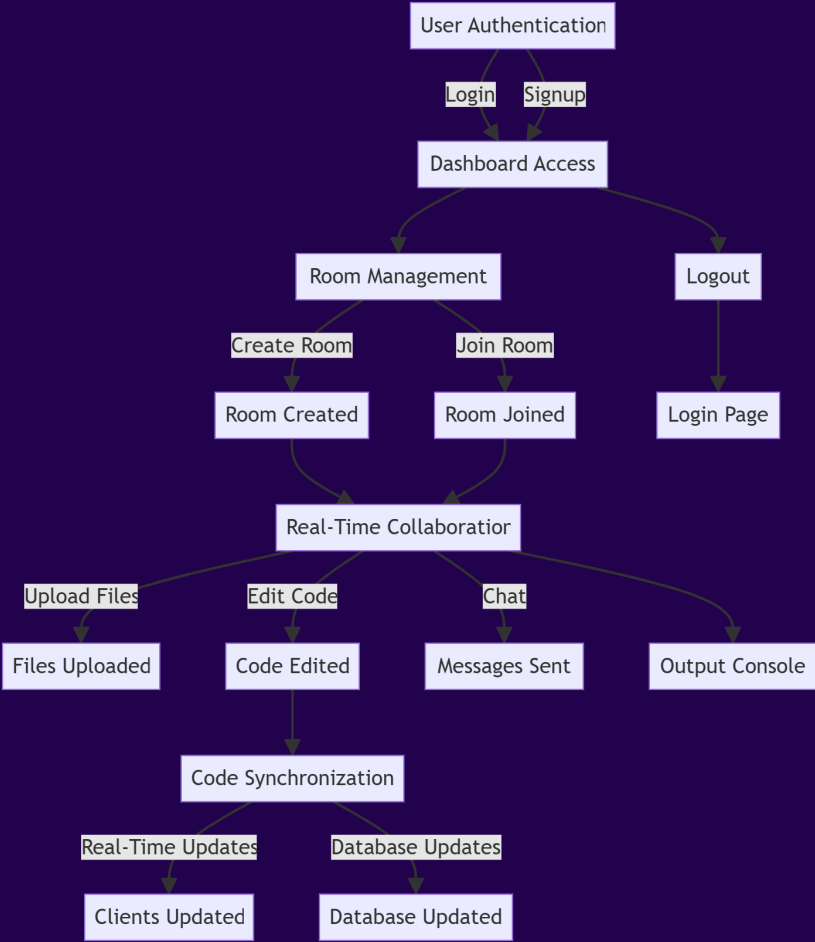 User Authentication
Login
Signup
Dashboard Access
Room Management
Logout
Create Room
Join Room
Room Created
Room Joined
Login Page
Real-Time Collaboration
Upload Files
Edit Code
Chat
Files Uploaded
Code Edited
Messages Sent
Output Console
Code Synchronization
Real-Time Updates
Database Updates
Clients Updated
Database Updated